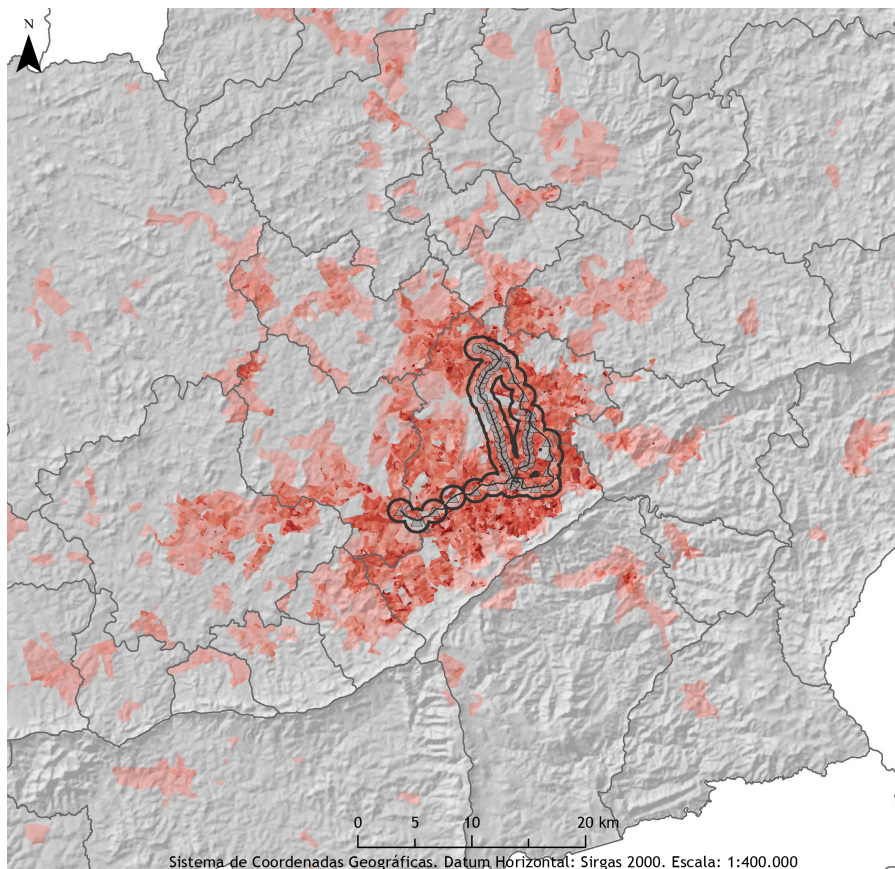 N
0 5 10 20 km
Sistema de Coordenadas Geográficas. Datum Horizontal: Sirgas 2000. Escala: 1:400.000